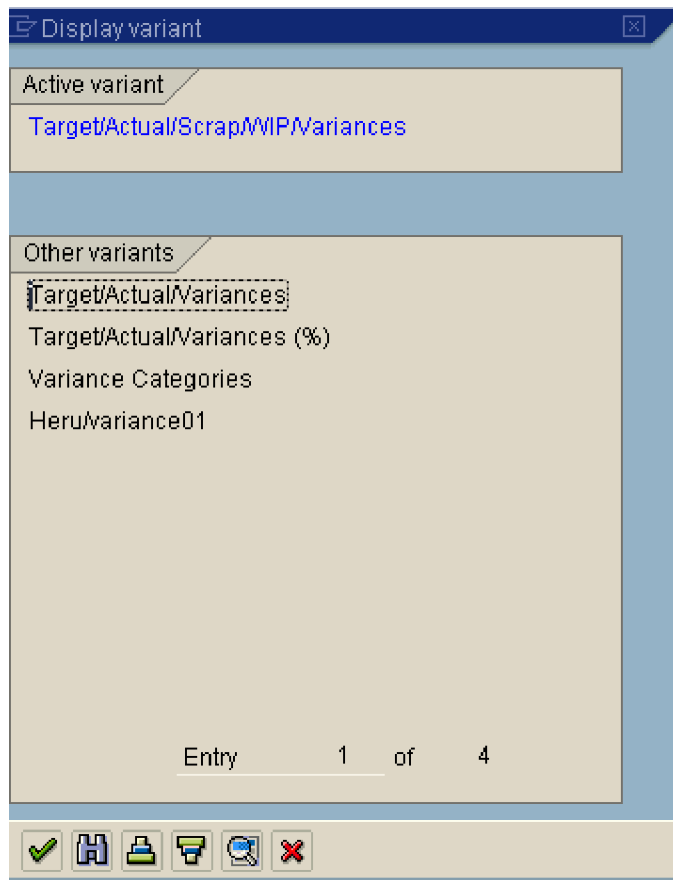 Display variant
Active variant
Target/Actual/Scrap/WIP/Variances
Other variants
Target/Actual/Variances
Target/Actual/Variances (%)
Variance Categories
Heru/variance01
Entry 1 of 4